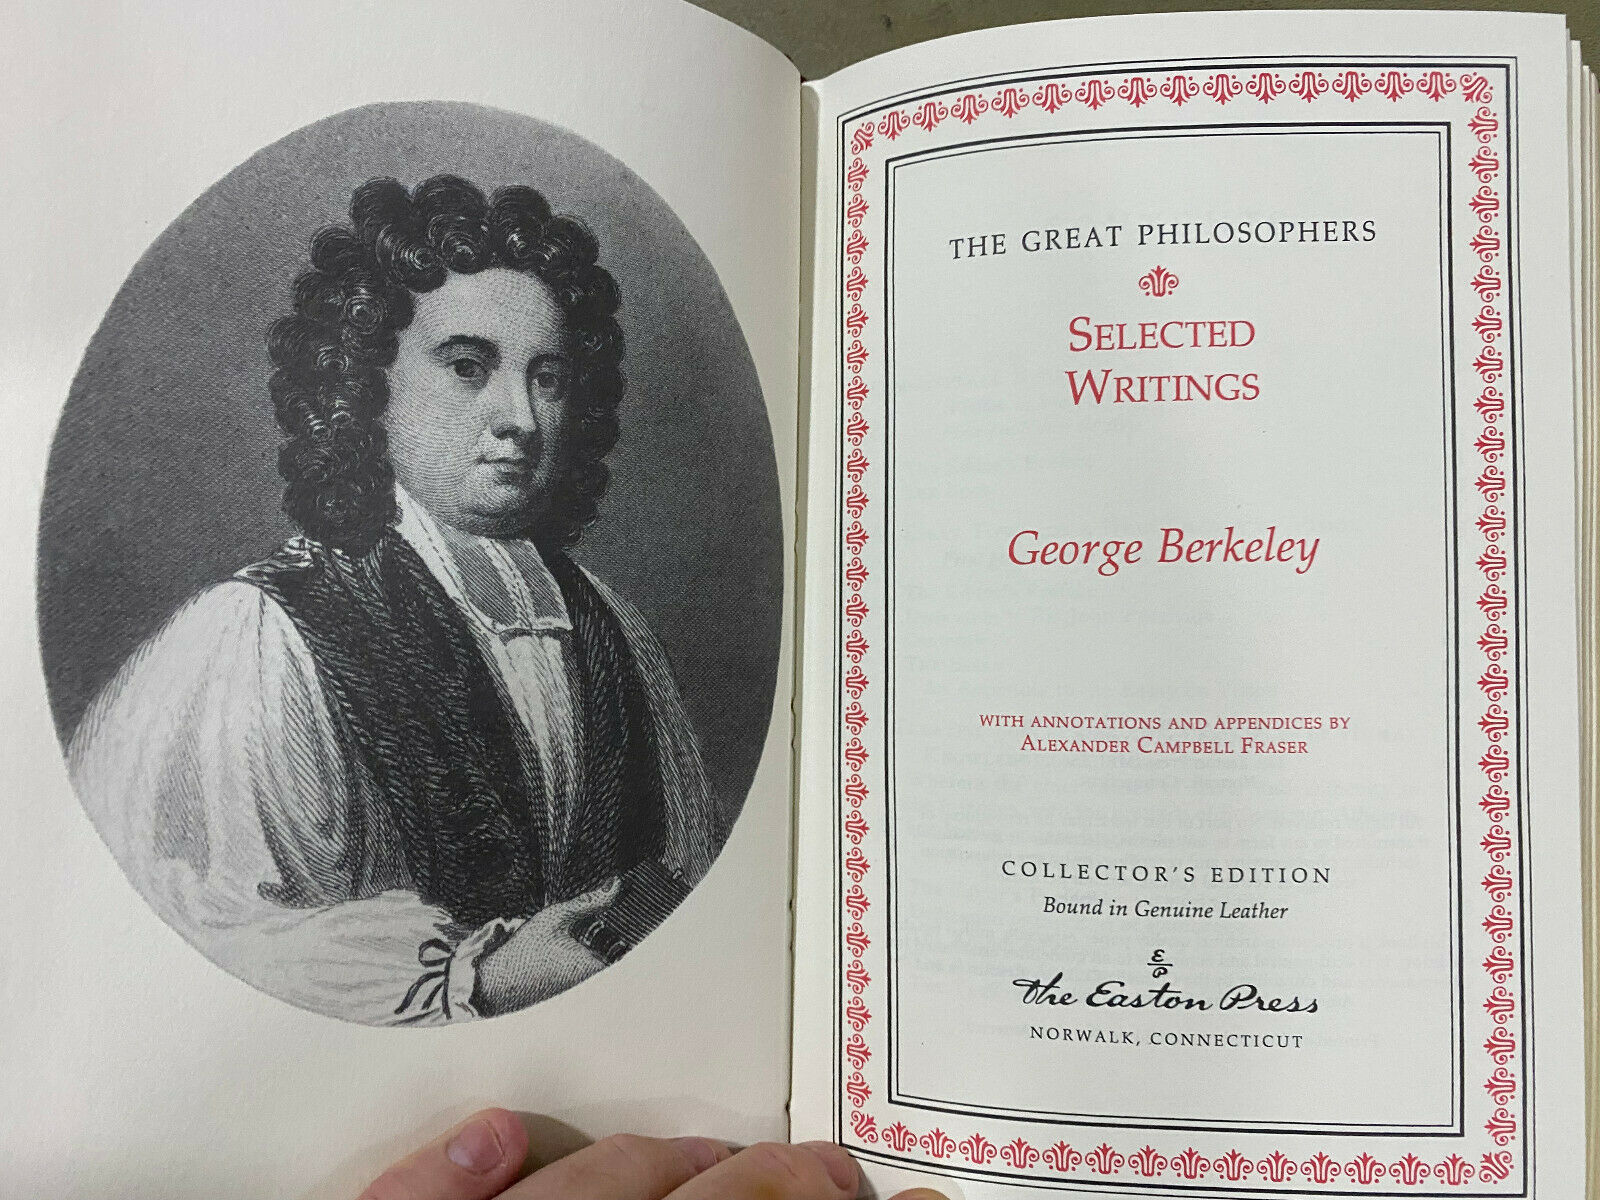 THE GREAT PHILOSOPHERS
SELECTED
WRITINGS
George Berkeley
WITH ANNOTATIONS AND APPENDICES BY
ALEXANDER CAMPBELL FRASER
COLLECTOR'S EDITION
Bound in Genuine Leather
E
P
The Easton Press
NORWALK, CONNECTICUT